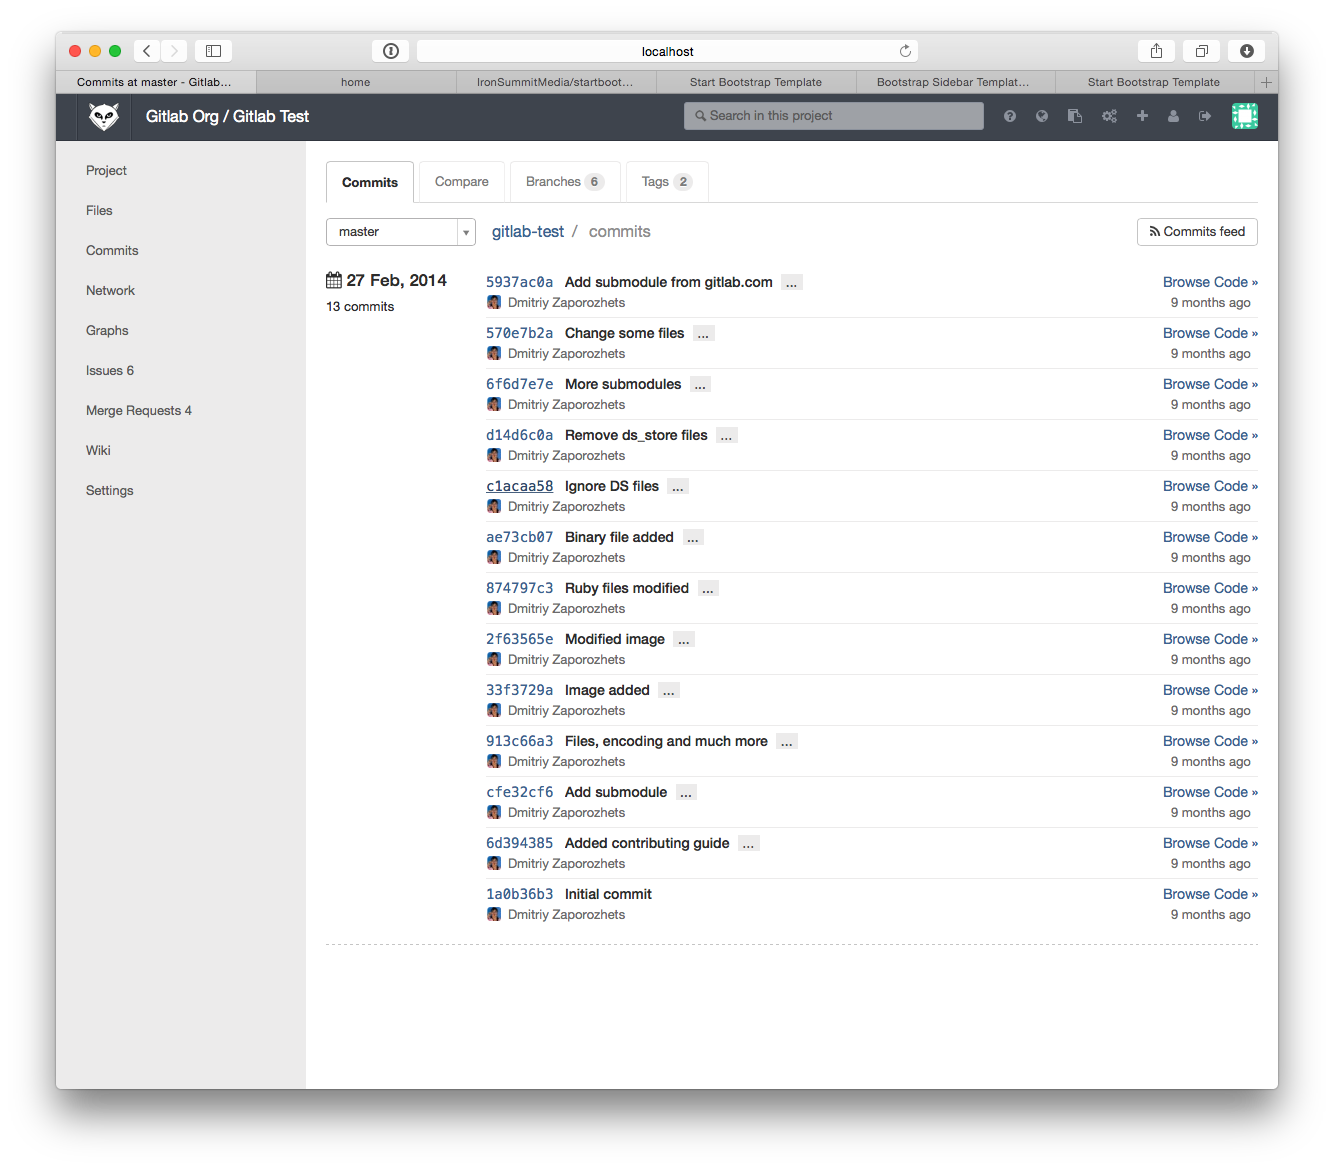 localhost
Commits at master - Gitlab...
home
IronSummitMedia/startboot...
Start Bootstrap Template
Bootstrap Sidebar Templat...
Start Bootstrap Template
Gitlab Org / Gitlab Test
Search in this project
Project
Files
Commits
Network
Graphs
Issues 6
Merge Requests 4
Wiki
Settings
Commits
Compare
Branches 6
Tags 2
master
gitlab-test / commits
Commits feed
27 Feb, 2014
13 commits
5937ac0a Add submodule from gitlab.com ... Browse Code »
Dmitriy Zaporozhets 9 months ago
570e7b2a Change some files ... Browse Code »
Dmitriy Zaporozhets 9 months ago
6f6d7e7e More submodules ... Browse Code »
Dmitriy Zaporozhets 9 months ago
d14d6c0a Remove ds_store files ... Browse Code »
Dmitriy Zaporozhets 9 months ago
c1acaa58 Ignore DS files ... Browse Code »
Dmitriy Zaporozhets 9 months ago
ae73cb07 Binary file added ... Browse Code »
Dmitriy Zaporozhets 9 months ago
874797c3 Ruby files modified ... Browse Code »
Dmitriy Zaporozhets 9 months ago
2f63565e Modified image ... Browse Code »
Dmitriy Zaporozhets 9 months ago
33f3729a Image added ... Browse Code »
Dmitriy Zaporozhets 9 months ago
913c66a3 Files, encoding and much more ... Browse Code »
Dmitriy Zaporozhets 9 months ago
cfe32cf6 Add submodule ... Browse Code »
Dmitriy Zaporozhets 9 months ago
6d394385 Added contributing guide ... Browse Code »
Dmitriy Zaporozhets 9 months ago
1a0b36b3 Initial commit Browse Code »
Dmitriy Zaporozhets 9 months ago